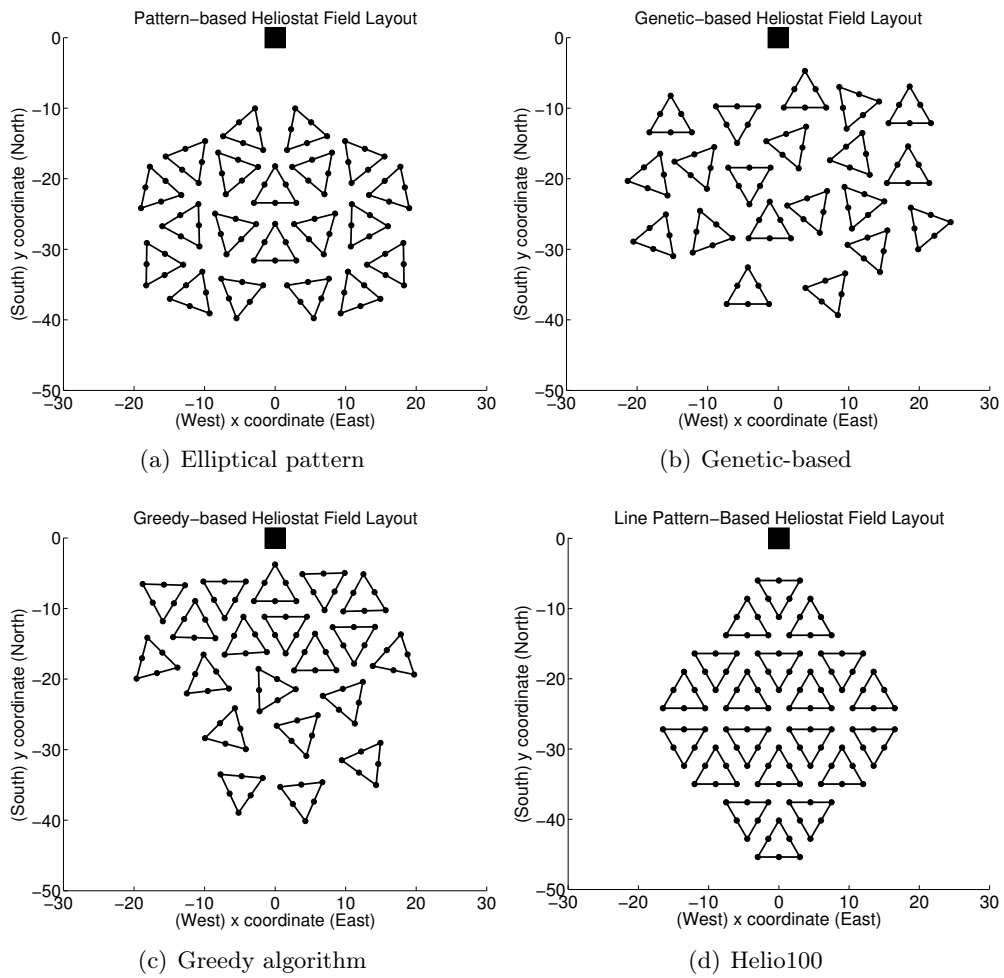 Pattern−based Heliostat Field Layout
0
−10
−20
−30
−40
−50
(South) y coordinate (North)
−30 −20 −10 0 10 20 30
(West) x coordinate (East)
(a) Elliptical pattern
Genetic−based Heliostat Field Layout
0
−10
−20
−30
−40
−50
(South) y coordinate (North)
−30 −20 −10 0 10 20 30
(West) x coordinate (East)
(b) Genetic-based
Greedy−based Heliostat Field Layout
0
−10
−20
−30
−40
−50
(South) y coordinate (North)
−30 −20 −10 0 10 20 30
(West) x coordinate (East)
(c) Greedy algorithm
Line Pattern−Based Heliostat Field Layout
0
−10
−20
−30
−40
−50
(South) y coordinate (North)
−30 −20 −10 0 10 20 30
(West) x coordinate (East)
(d) Helio100